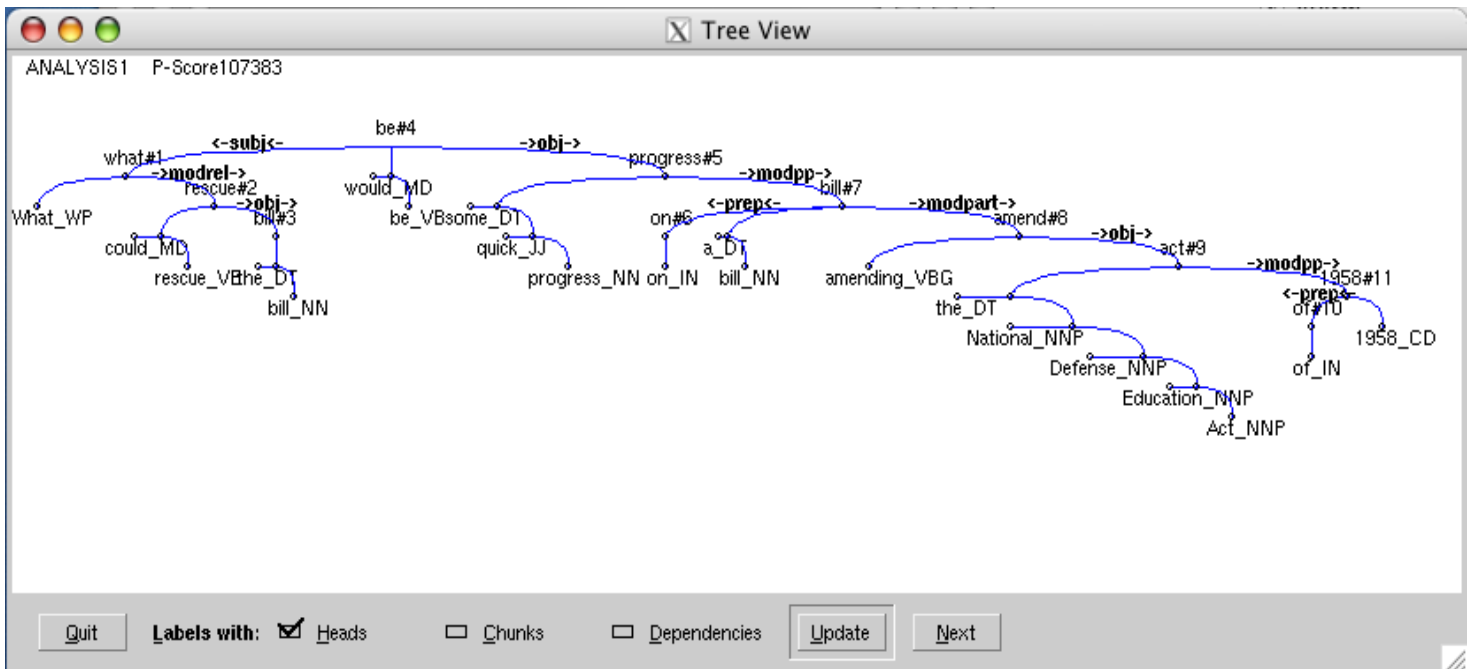 Tree View
ANALYSIS1 P-Score107383
be#4
<-subj<- ->obj->
what#1 progress#5
->modrel-> ->modpp->
rescue#2 would_MD bill#7
What_WP ->obj-> be_VB some_DT <-prep<- ->modpart->
bill#3 on#6 amend#8
could_MD quick_JJ a_DT ->obj->
act#9
rescue_VB the_DT progress_NN on_IN bill_NN amending_VBG ->modpp->
1958#11
bill_NN the_DT <-prep<-
of#10
National_NNP 1958_CD
Defense_NNP of_IN
Education_NNP
Act_NNP
Quit Labels with: Heads Chunks Dependencies Update Next